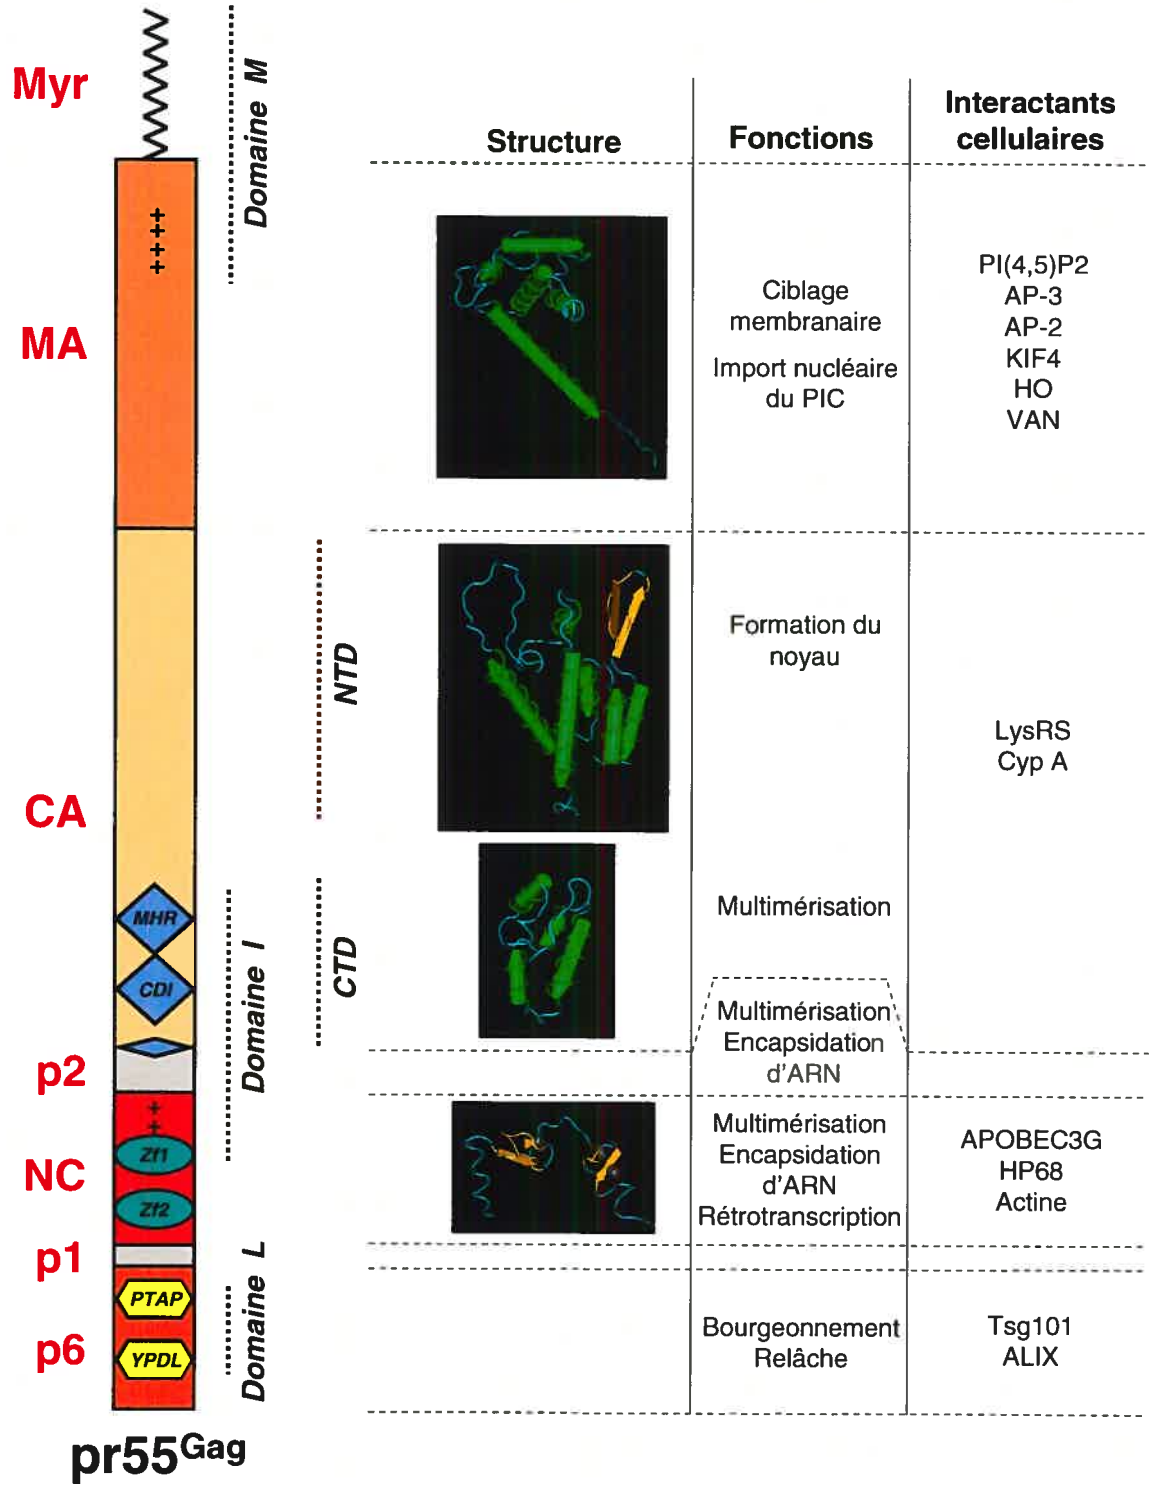 Myr
Domaine M
++++
MA
CA
MHR
CDI
NTD
CTD
Domaine I
p2
++
NC
Zf1
Zf2
p1
PTAP
p6
YPDL
Domaine L
pr55Gag
Structure
Fonctions
Interactants
cellulaires
Ciblage
membranaire
Import nucléaire
du PIC
PI(4,5)P2
AP-3
AP-2
KIF4
HO
VAN
Formation du
noyau
LysRS
Cyp A
Multimérisation
Multimérisation
Encapsidation
d'ARN
Multimérisation
Encapsidation
d'ARN
Rétrotranscription
APOBEC3G
HP68
Actine
Bourgeonnement
Relâche
Tsg101
ALIX